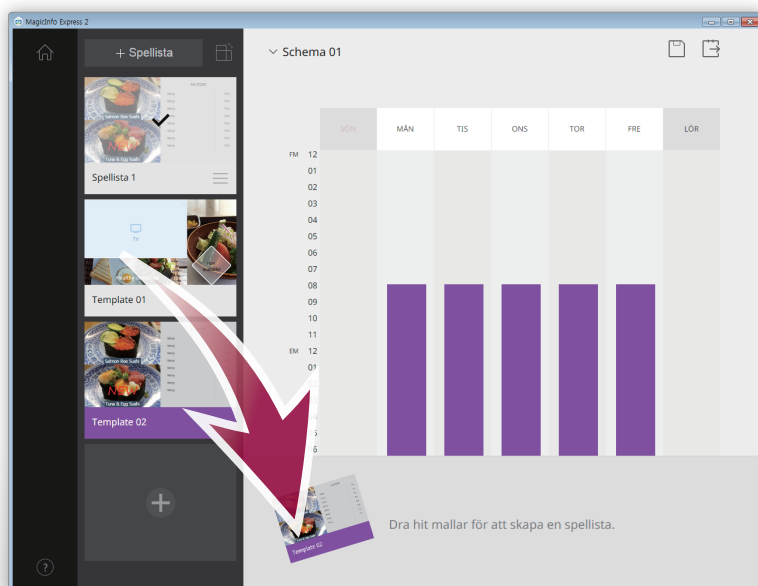 MagicInfo Express 2
+ Spellista
Schema 01
SÖN MÅN TIS ONS TOR FRE LÖR
FM 12
01
02
03
04
05
06
07
08
09
10
11
EM 12
01
Salmon Roe Sushi
NEW
Tuna & Egg Sushi
Spellista 1
TV
Healthy
Template 01
Salmon Roe Sushi
NEW
Tuna & Egg Sushi
Template 02
+
Template 02
Dra hit mallar för att skapa en spellista.
?